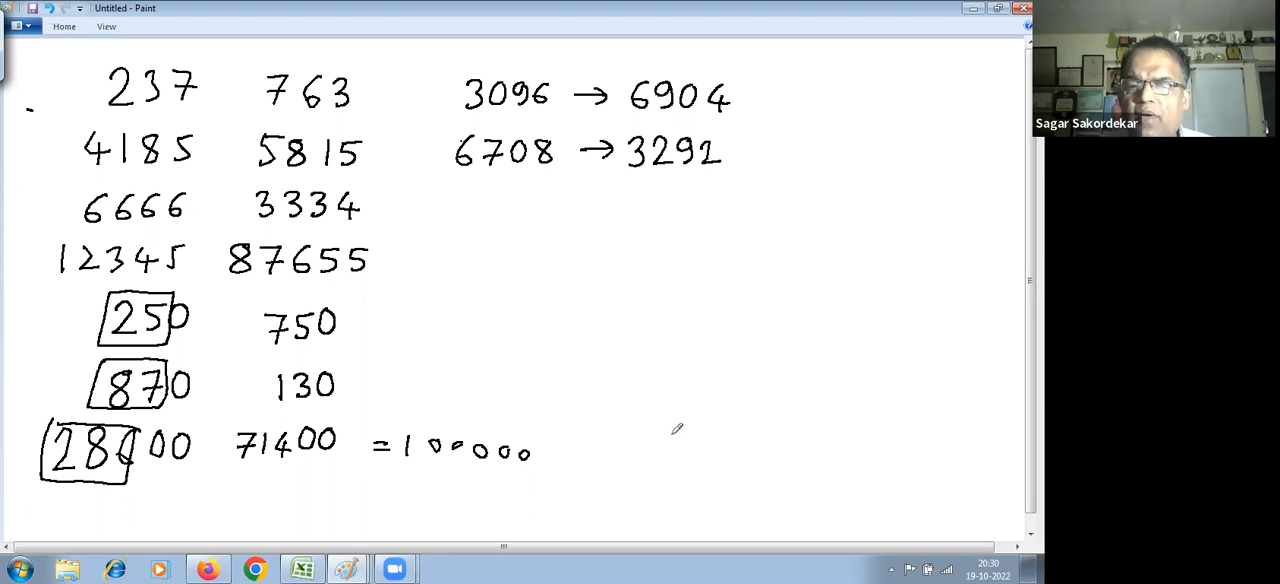 Untitled - Paint
Home View
237 763 3096 → 6904
Sagar Sakordekar
4185 5815 6708 → 3292
6666 3334
12345 87655
250 750
870 130
28600 71400 = 100000
20:30
19-10-2022